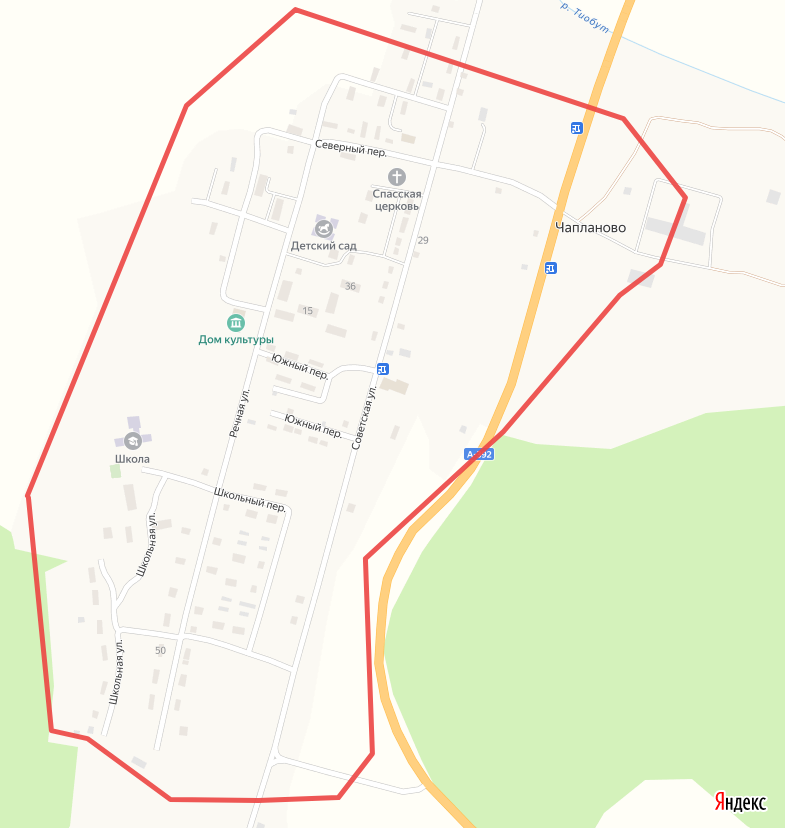 р. Тиобут
Северный пер.
Спасская
церковь
Чапланово
Детский сад
29
36
15
Дом культуры
Южный пер.
Речная ул.
Советская ул.
Южный пер.
Школа
Школьный пер.
Школьная ул.
50
Школьная ул.
Яндекс